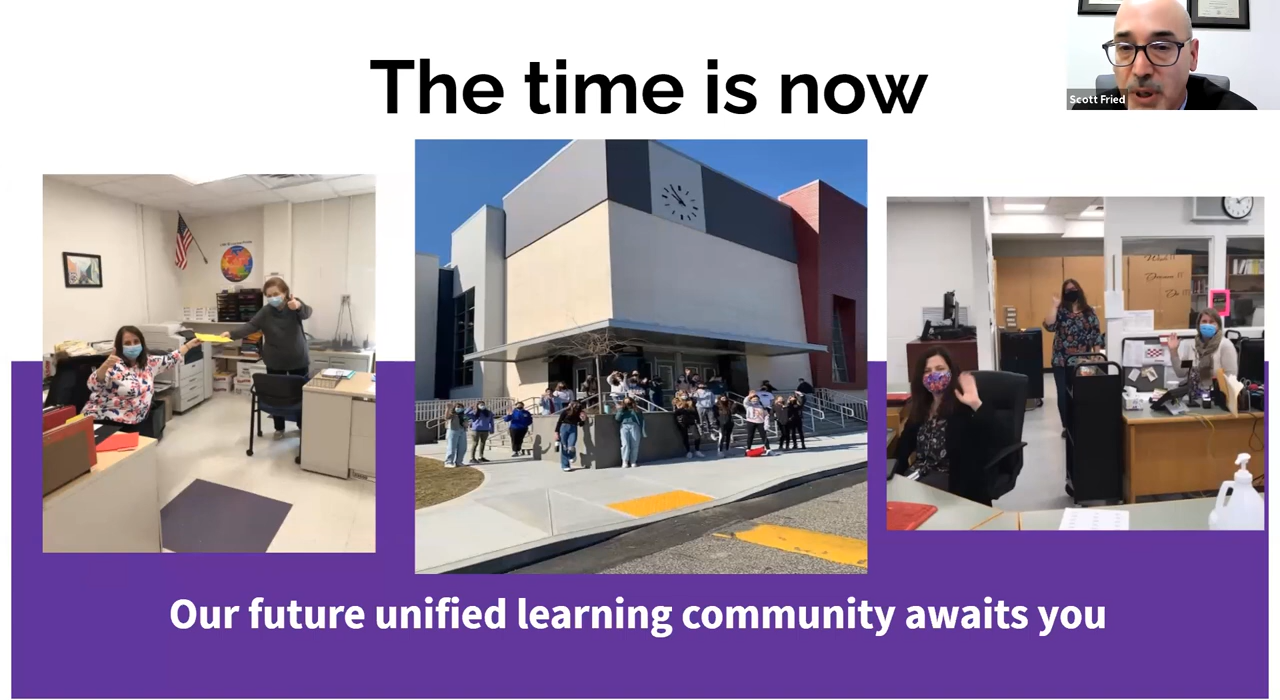 The time is now
Scott Fried
Our future unified learning community awaits you